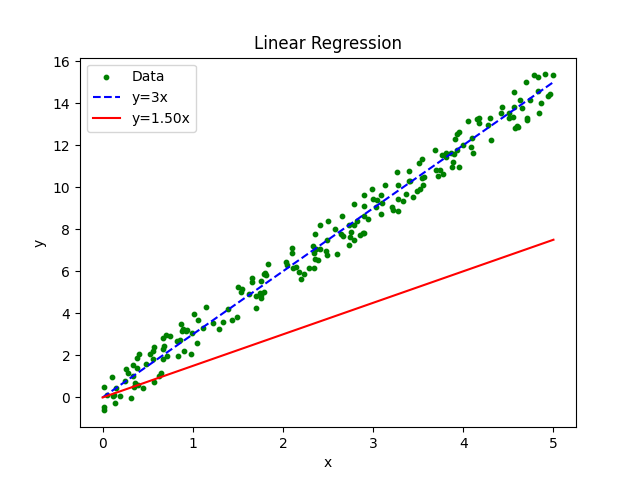 Linear Regression
Data
y=3x
y=1.50x
16
14
12
10
8
6
4
2
0
y
0 1 2 3 4 5
x